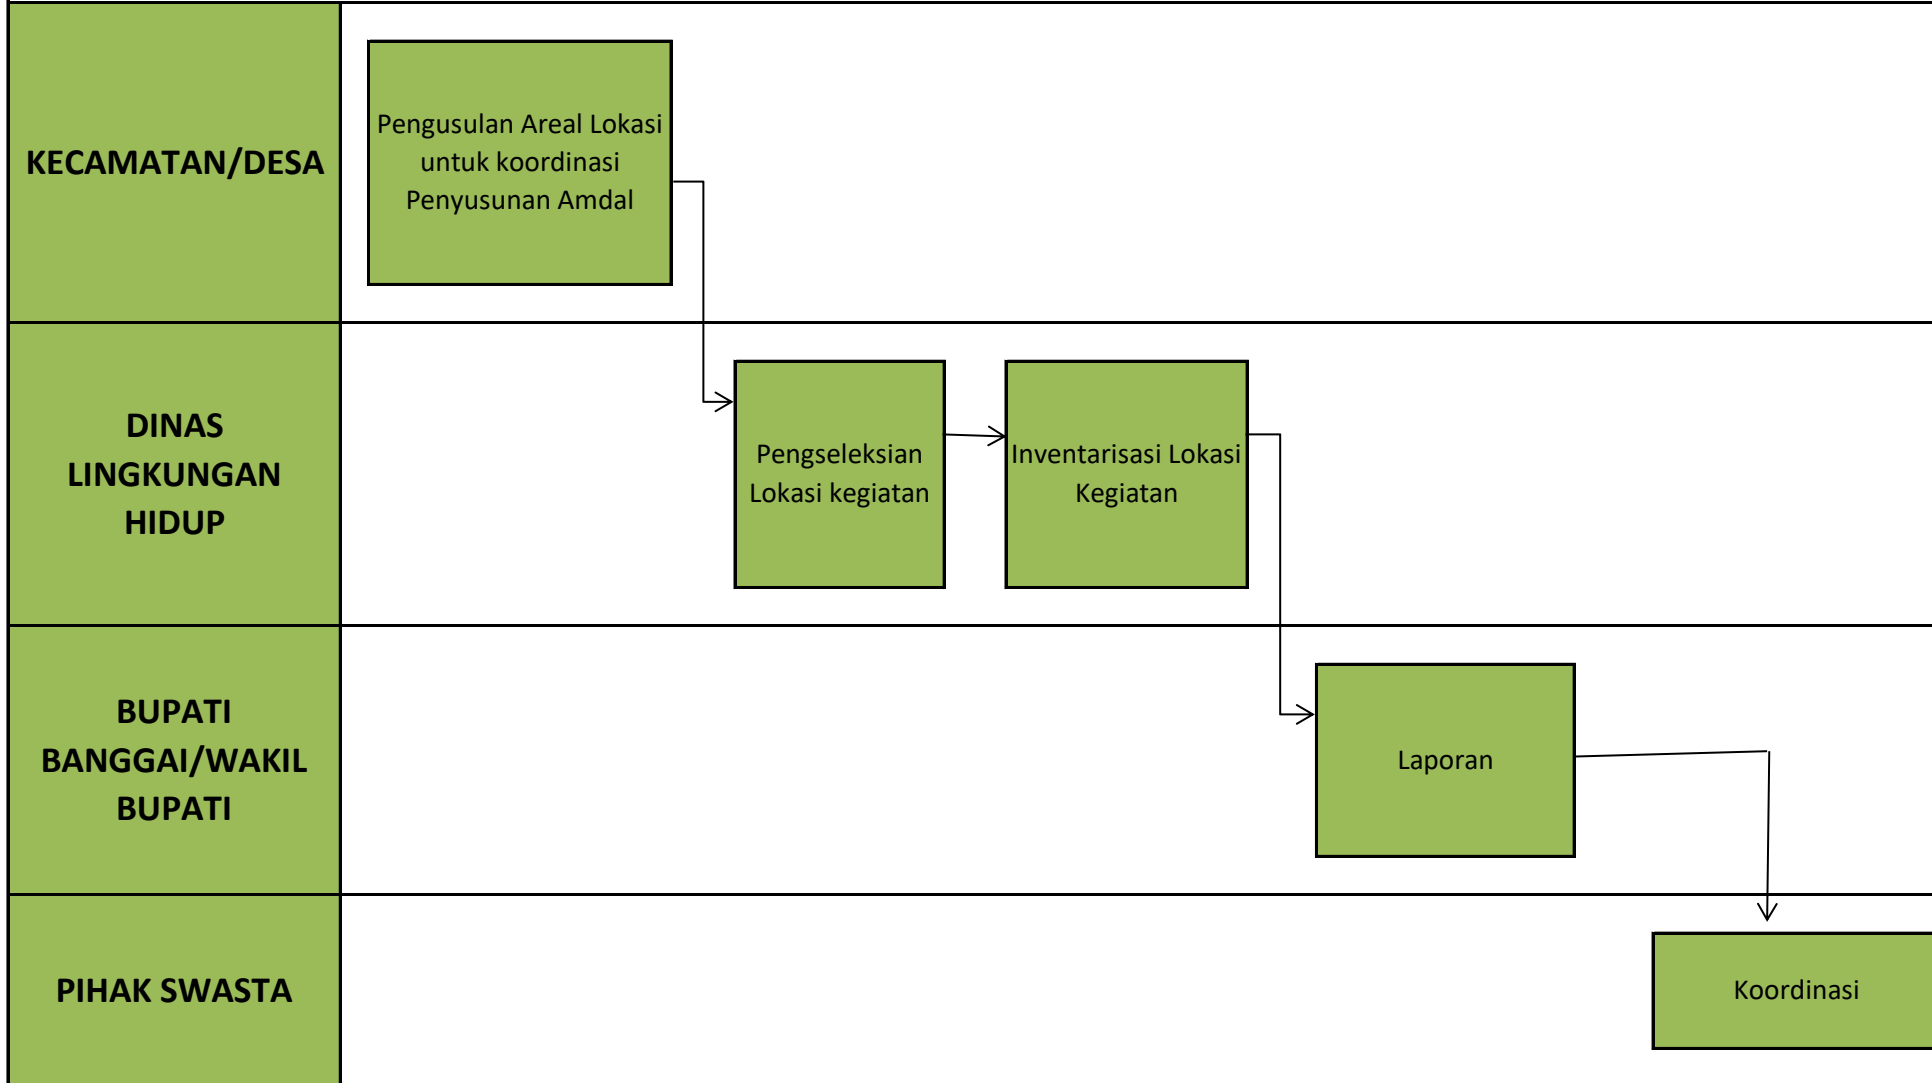 KECAMATAN/DESA
Pengusulan Areal Lokasi
untuk koordinasi
Penyusunan Amdal
DINAS
LINGKUNGAN
HIDUP
Pengseleksian
Lokasi kegiatan
Inventarisasi Lokasi
Kegiatan
BUPATI
BANGGAI/WAKIL
BUPATI
Laporan
PIHAK SWASTA
Koordinasi